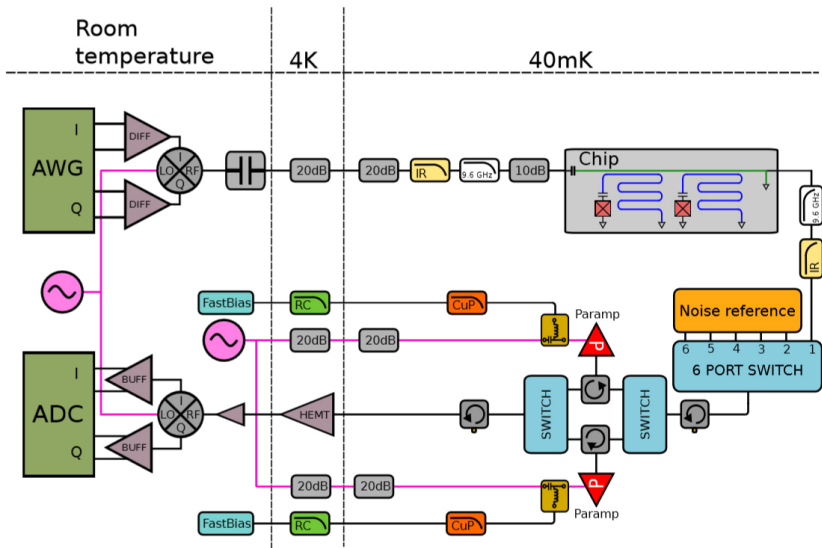 Room
temperature
4K
40mK
AWG
I
Q
DIFF
DIFF
LO
I
RF
Q
20dB
20dB
IR
9.6 GHz
10dB
Chip
9.6 GHz
IR
FastBias
RC
CuP
20dB
20dB
Paramp
P
Noise reference
6 5 4 3 2 1
6 PORT SWITCH
ADC
I
Q
BUFF
BUFF
LO
I
RF
Q
HEMT
SWITCH
SWITCH
20dB
20dB
P
Paramp
FastBias
RC
CuP